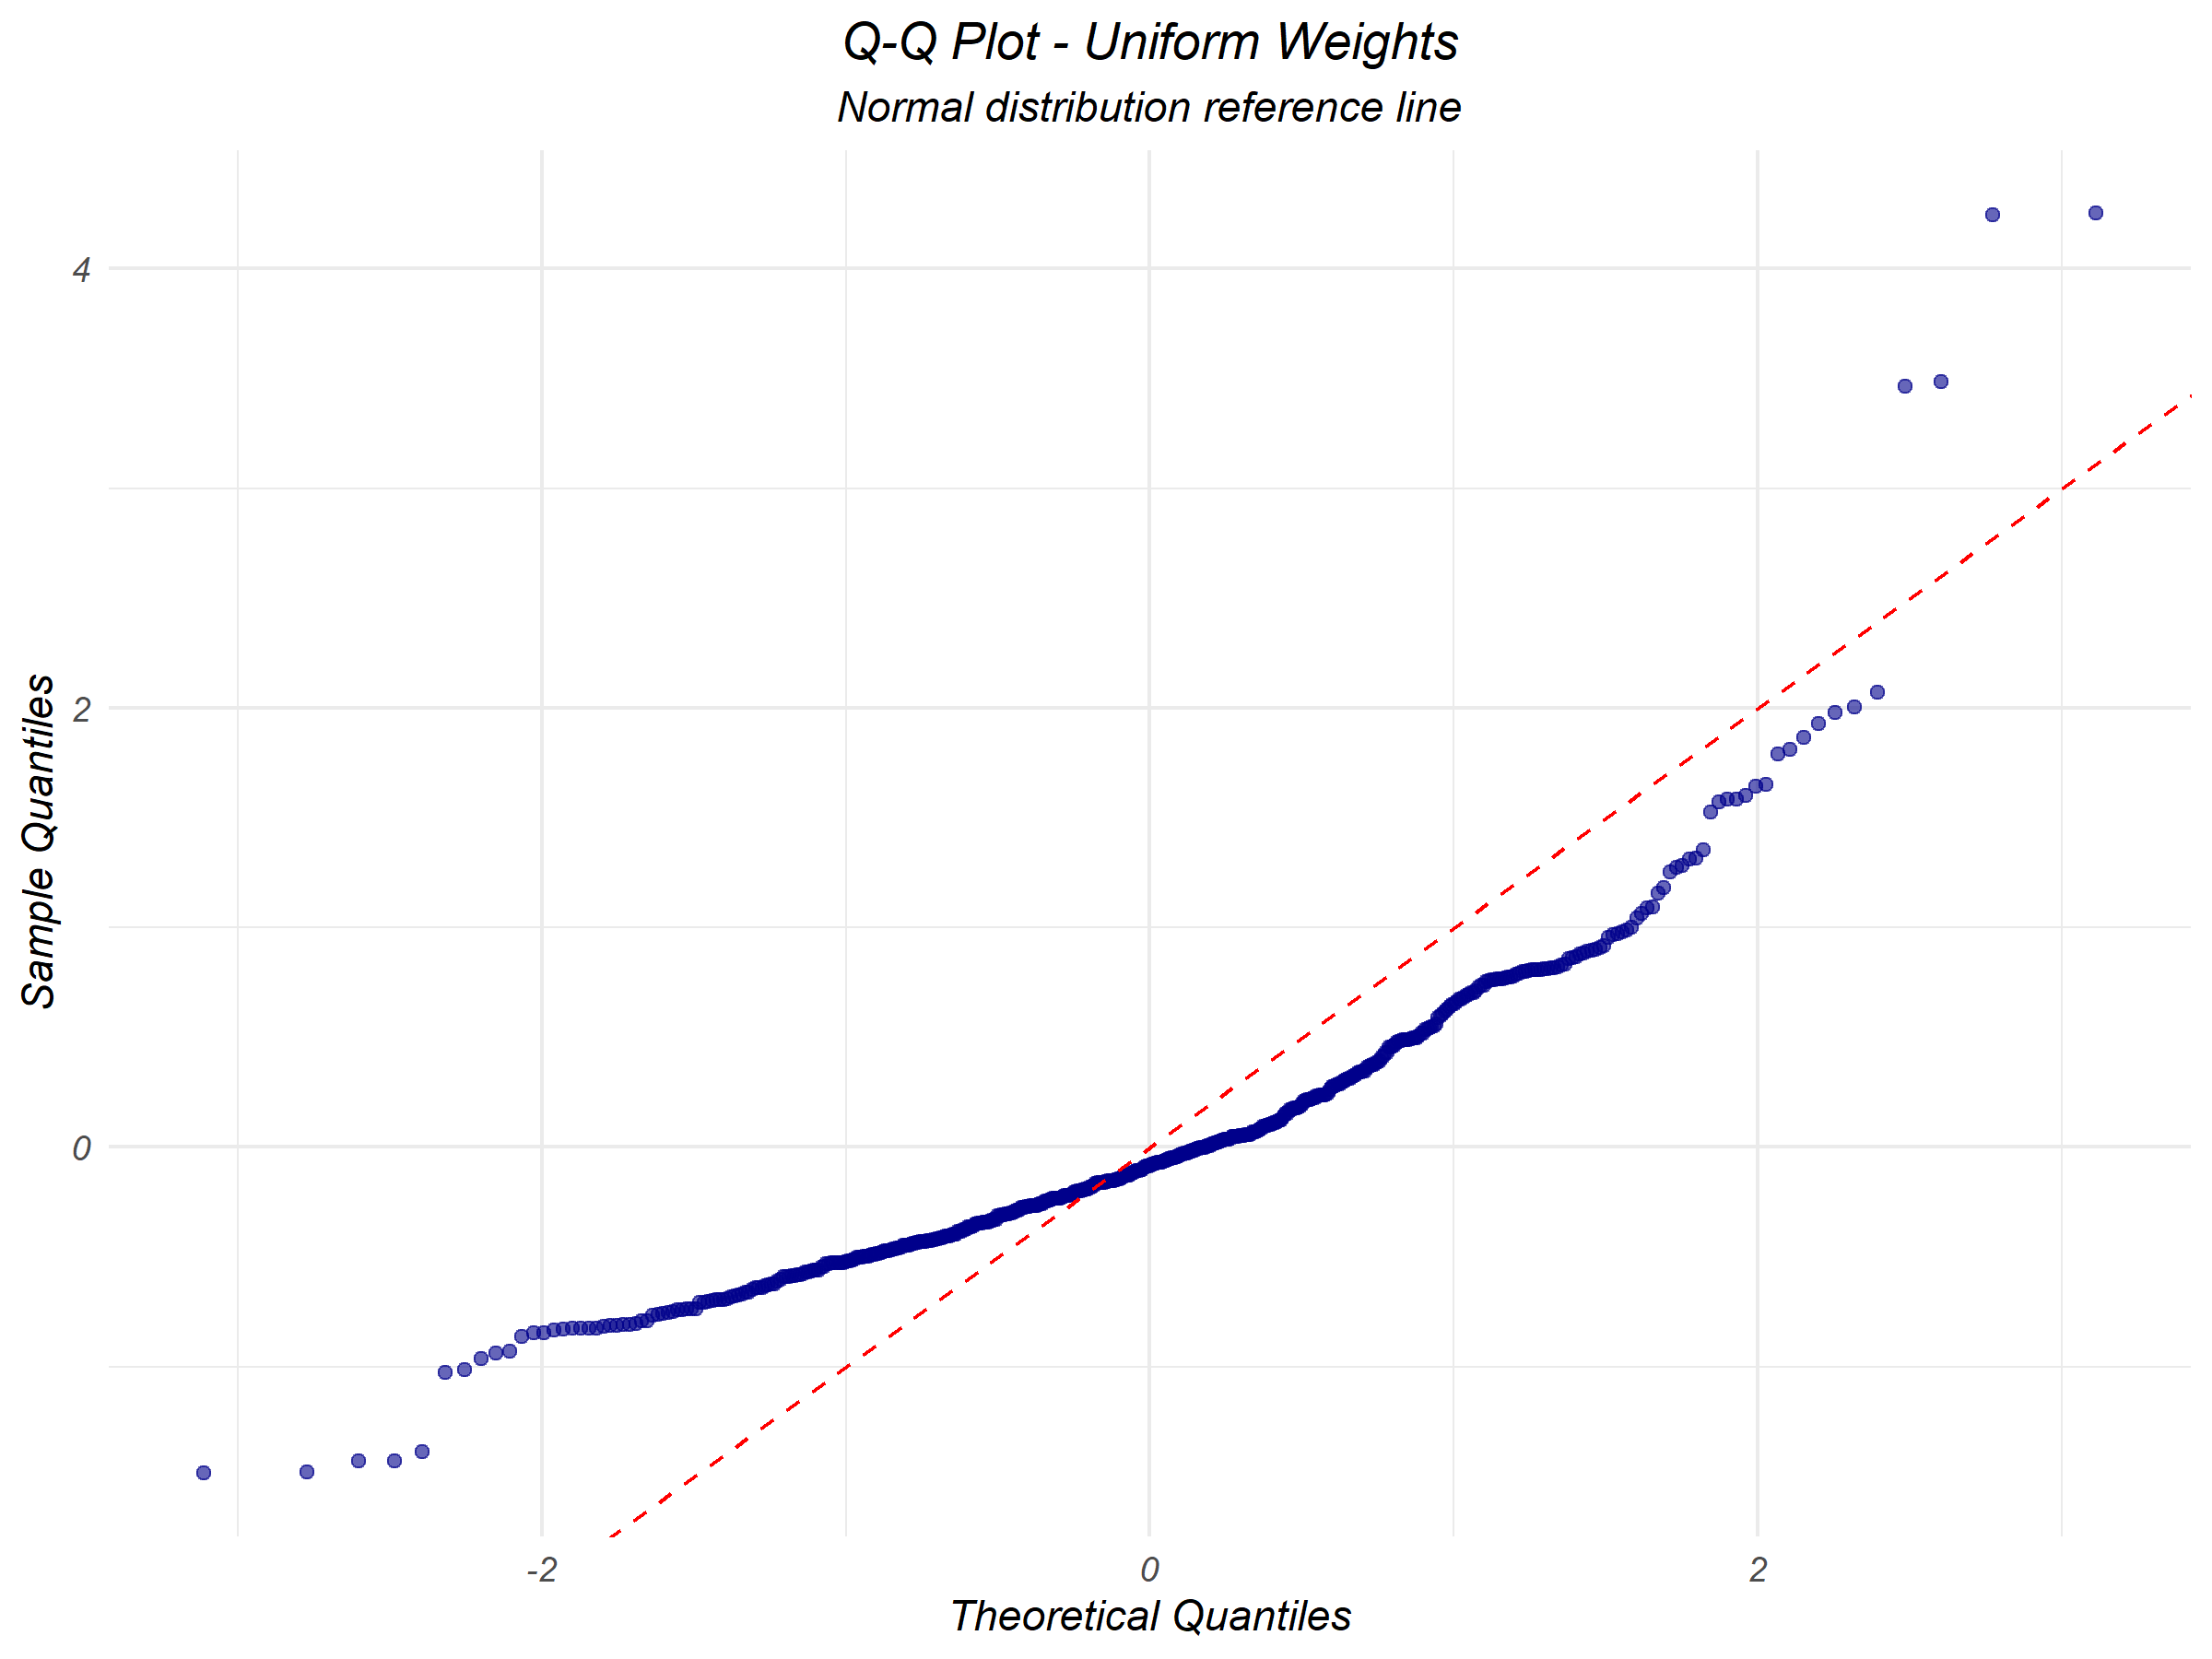 Q-Q Plot - Uniform Weights
Normal distribution reference line
Sample Quantiles
4
2
0
-2
0
2
Theoretical Quantiles